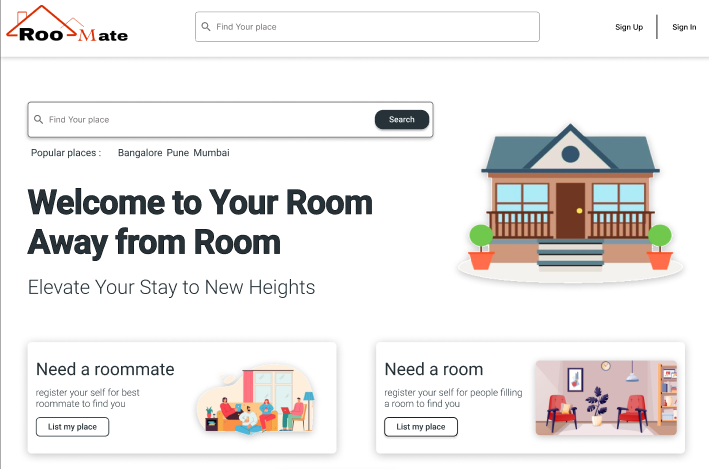 Roo Mate
Find Your place
Sign Up
Sign In
Find Your place
Search
Popular places : Bangalore Pune Mumbai
Welcome to Your Room
Away from Room
Elevate Your Stay to New Heights
Need a roommate
register your self for best
roommate to find you
List my place
Need a room
register your self for people filling
a room to find you
List my place